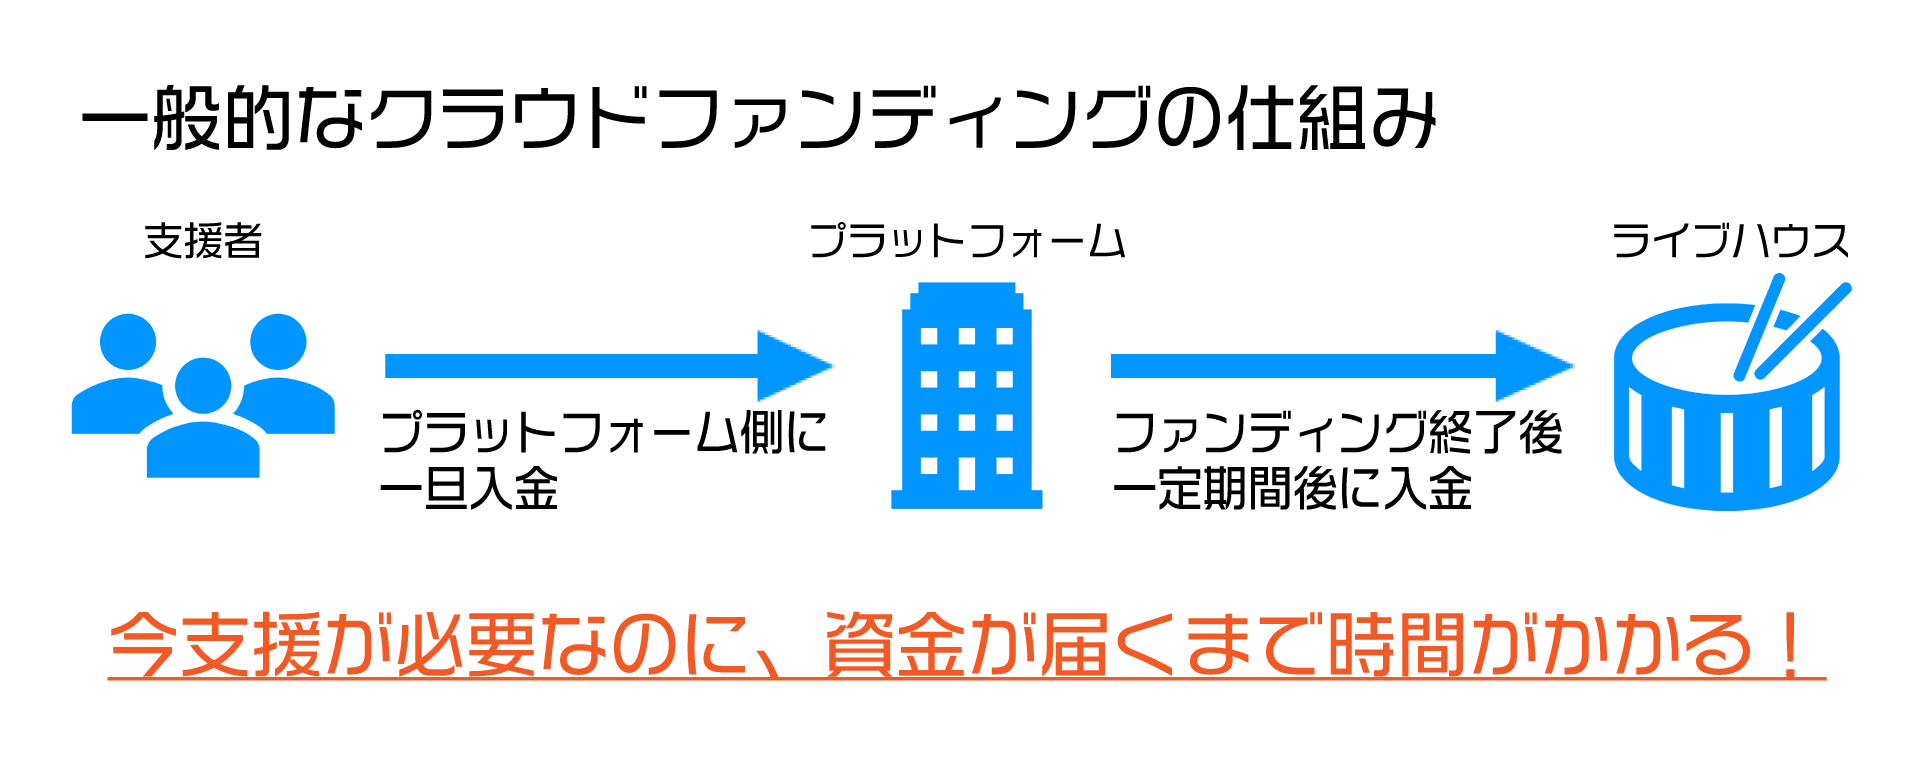 一般的なクラウドファンディングの仕組み
支援者
プラットフォーム
ライブハウス
プラットフォーム側に
一旦入金
ファンディング終了後
一定期間後に入金
今支援が必要なのに、資金が届くまで時間がかかる！